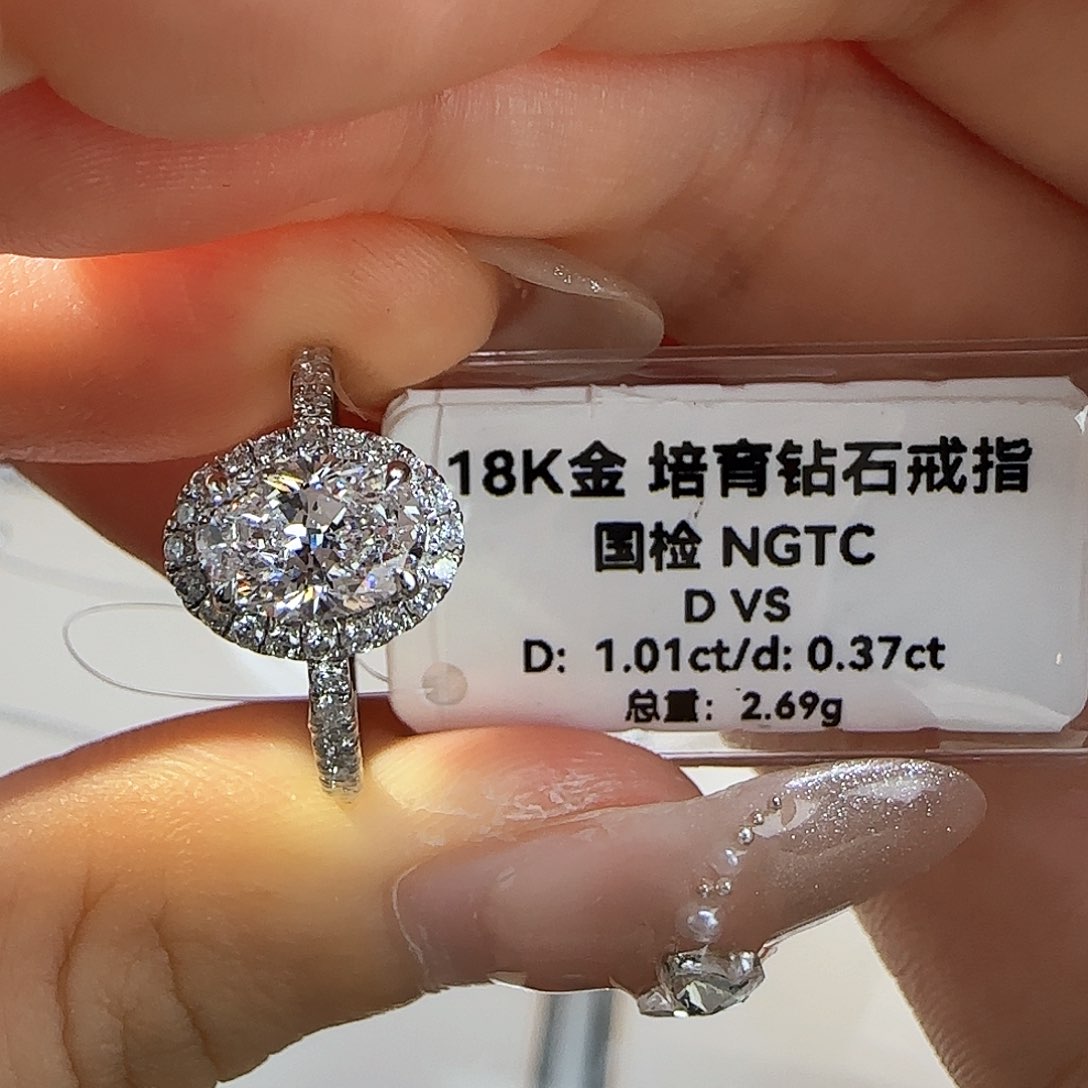 18K金 培育钻石戒指
国检 NGTC
D VS
D: 1.01ct/d: 0.37ct
总重: 2.69g